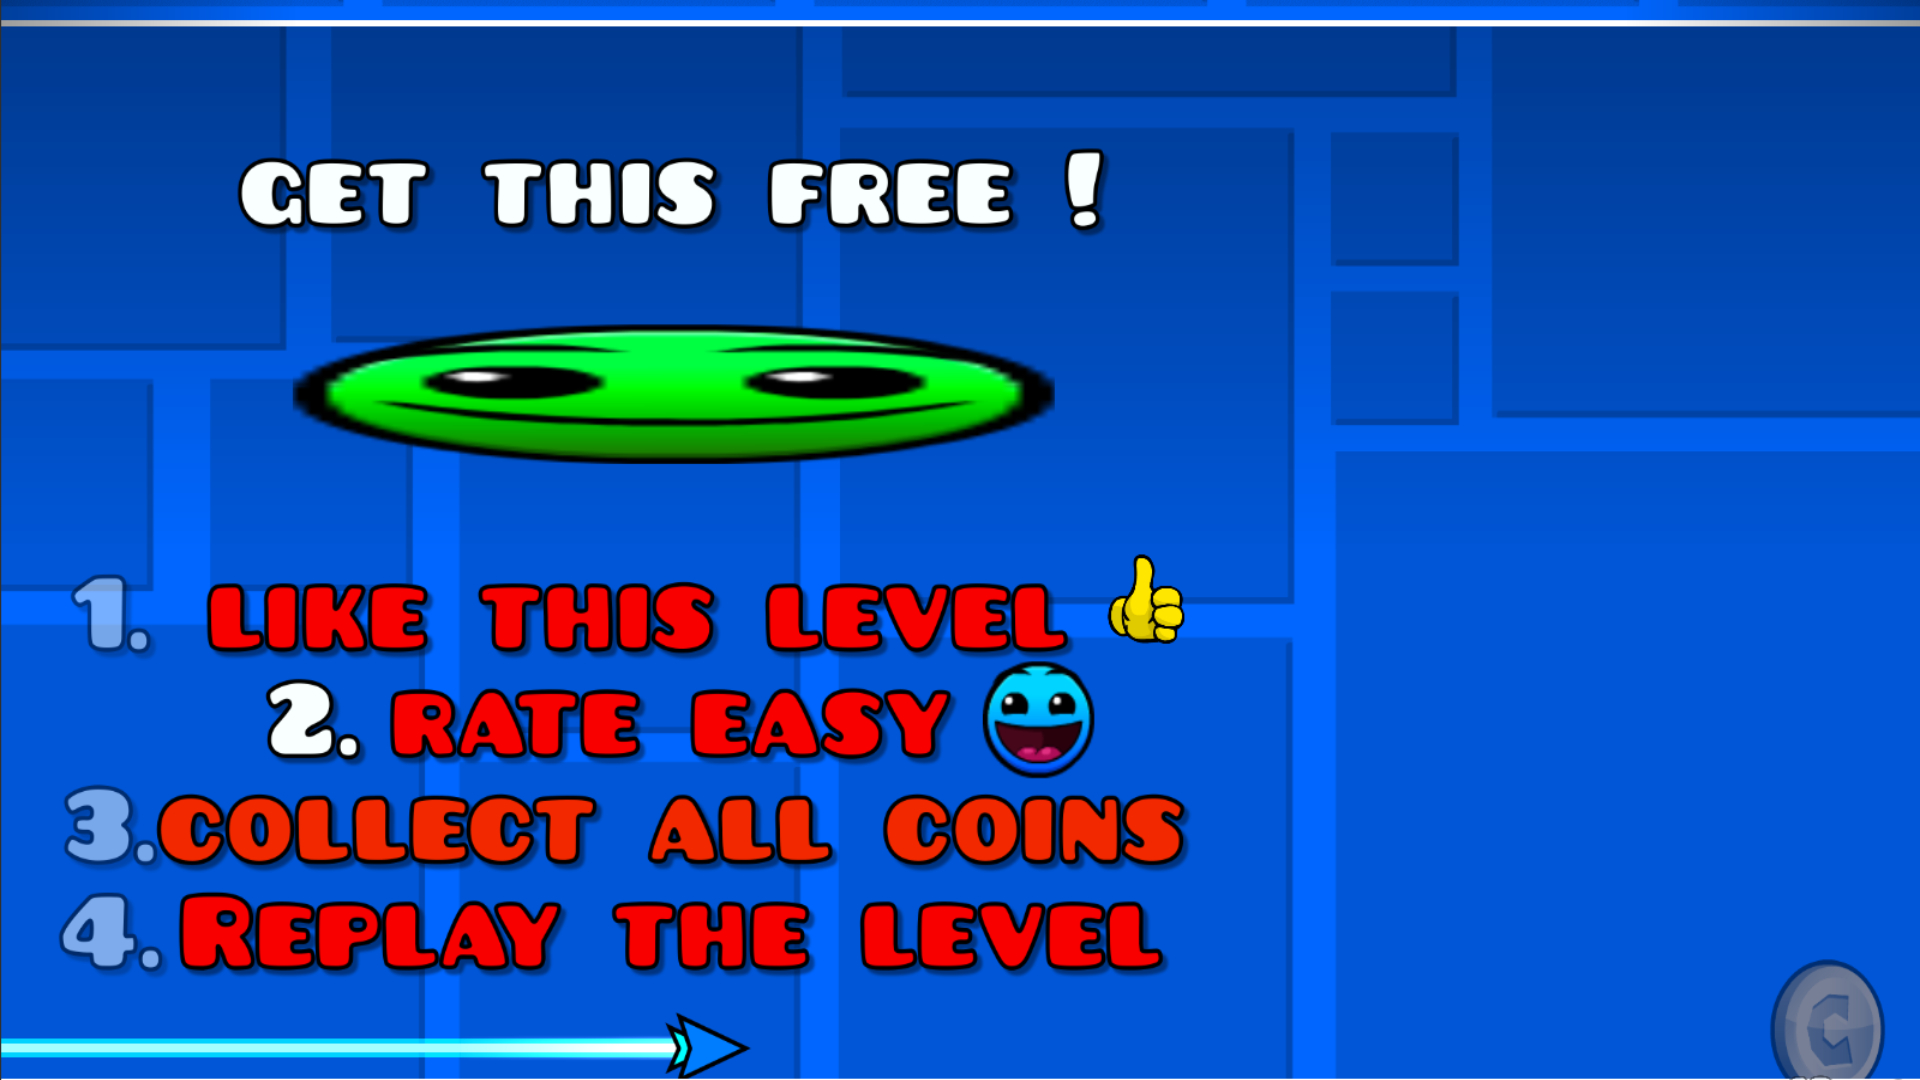 GET THIS FREE !
1. LIKE THIS LEVEL
2. RATE EASY
3.COLLECT ALL COINS
4. REPLAY THE LEVEL